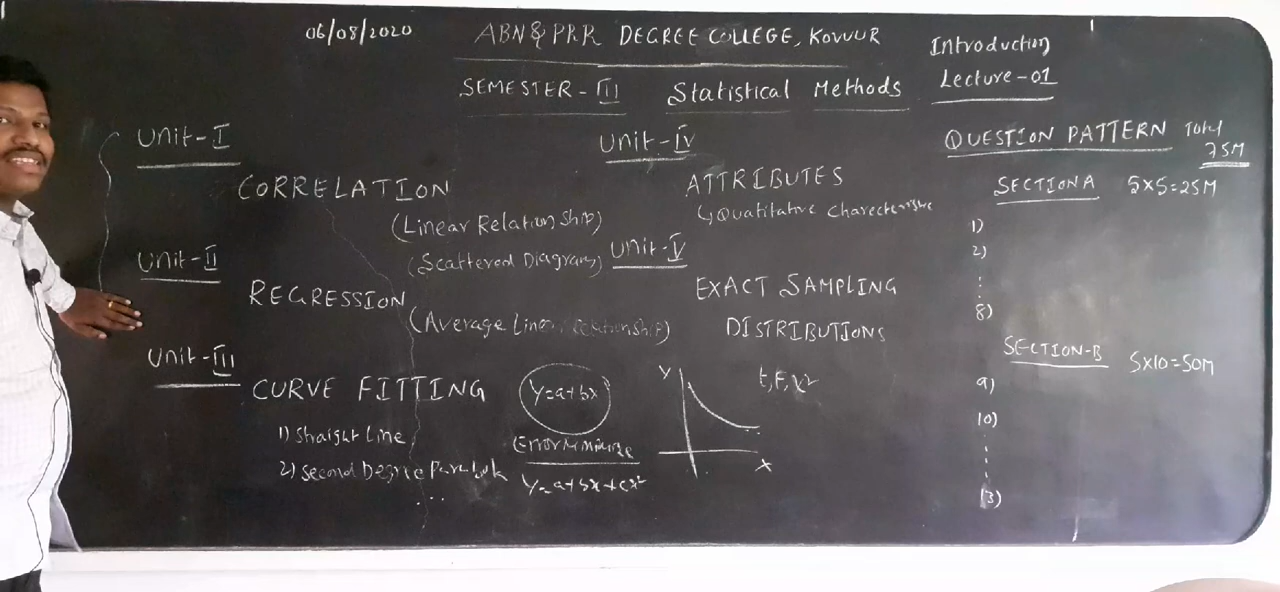 06/08/2020
ABN & PRR DEGREE COLLEGE, KOVUUR
Introduction
Lecture-01
SEMESTER-III Statistical Methods
Unit-I
CORRELATION
(Linear Relationship)
(Scattered Diagram)
Unit-II
REGRESSION
(Average Linear relationship)
Unit-III
CURVE FITTING
1) Straight Line
2) Second Degree Parabola
...
Y=a+bx
(Error minimize
Y=a+bx+cx²
Unit-IV
ATTRIBUTES
↳Quatitative
Unit-V
EXACT SAMPLING
DISTRIBUTIONS
t, F, χ²
Y
X
QUESTION PATTERN Total
75M
SECTION A 5×5=25M
1)
2)
8)
SECTION-B 5×10=50M
9)
10)
13)